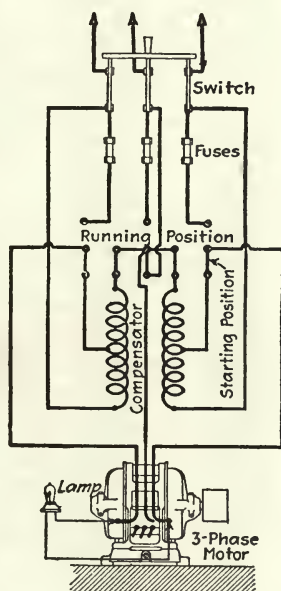 Switch
Fuses
Running Position
Compensator
Starting Position
Lamp
3-Phase
Motor